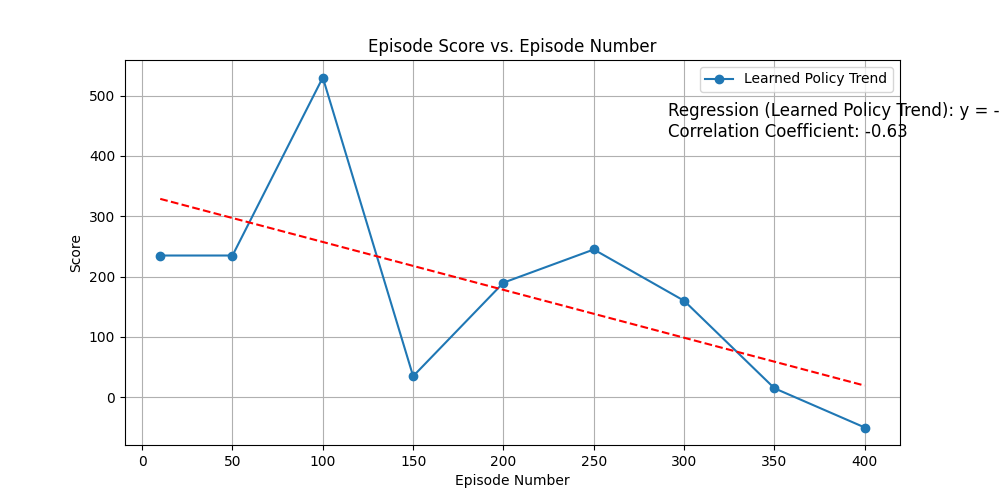 Episode Score vs. Episode Number
Learned Policy Trend
Regression (Learned Policy Trend): y = -
Correlation Coefficient: -0.63
Score
500
400
300
200
100
0
0 50 100 150 200 250 300 350 400
Episode Number